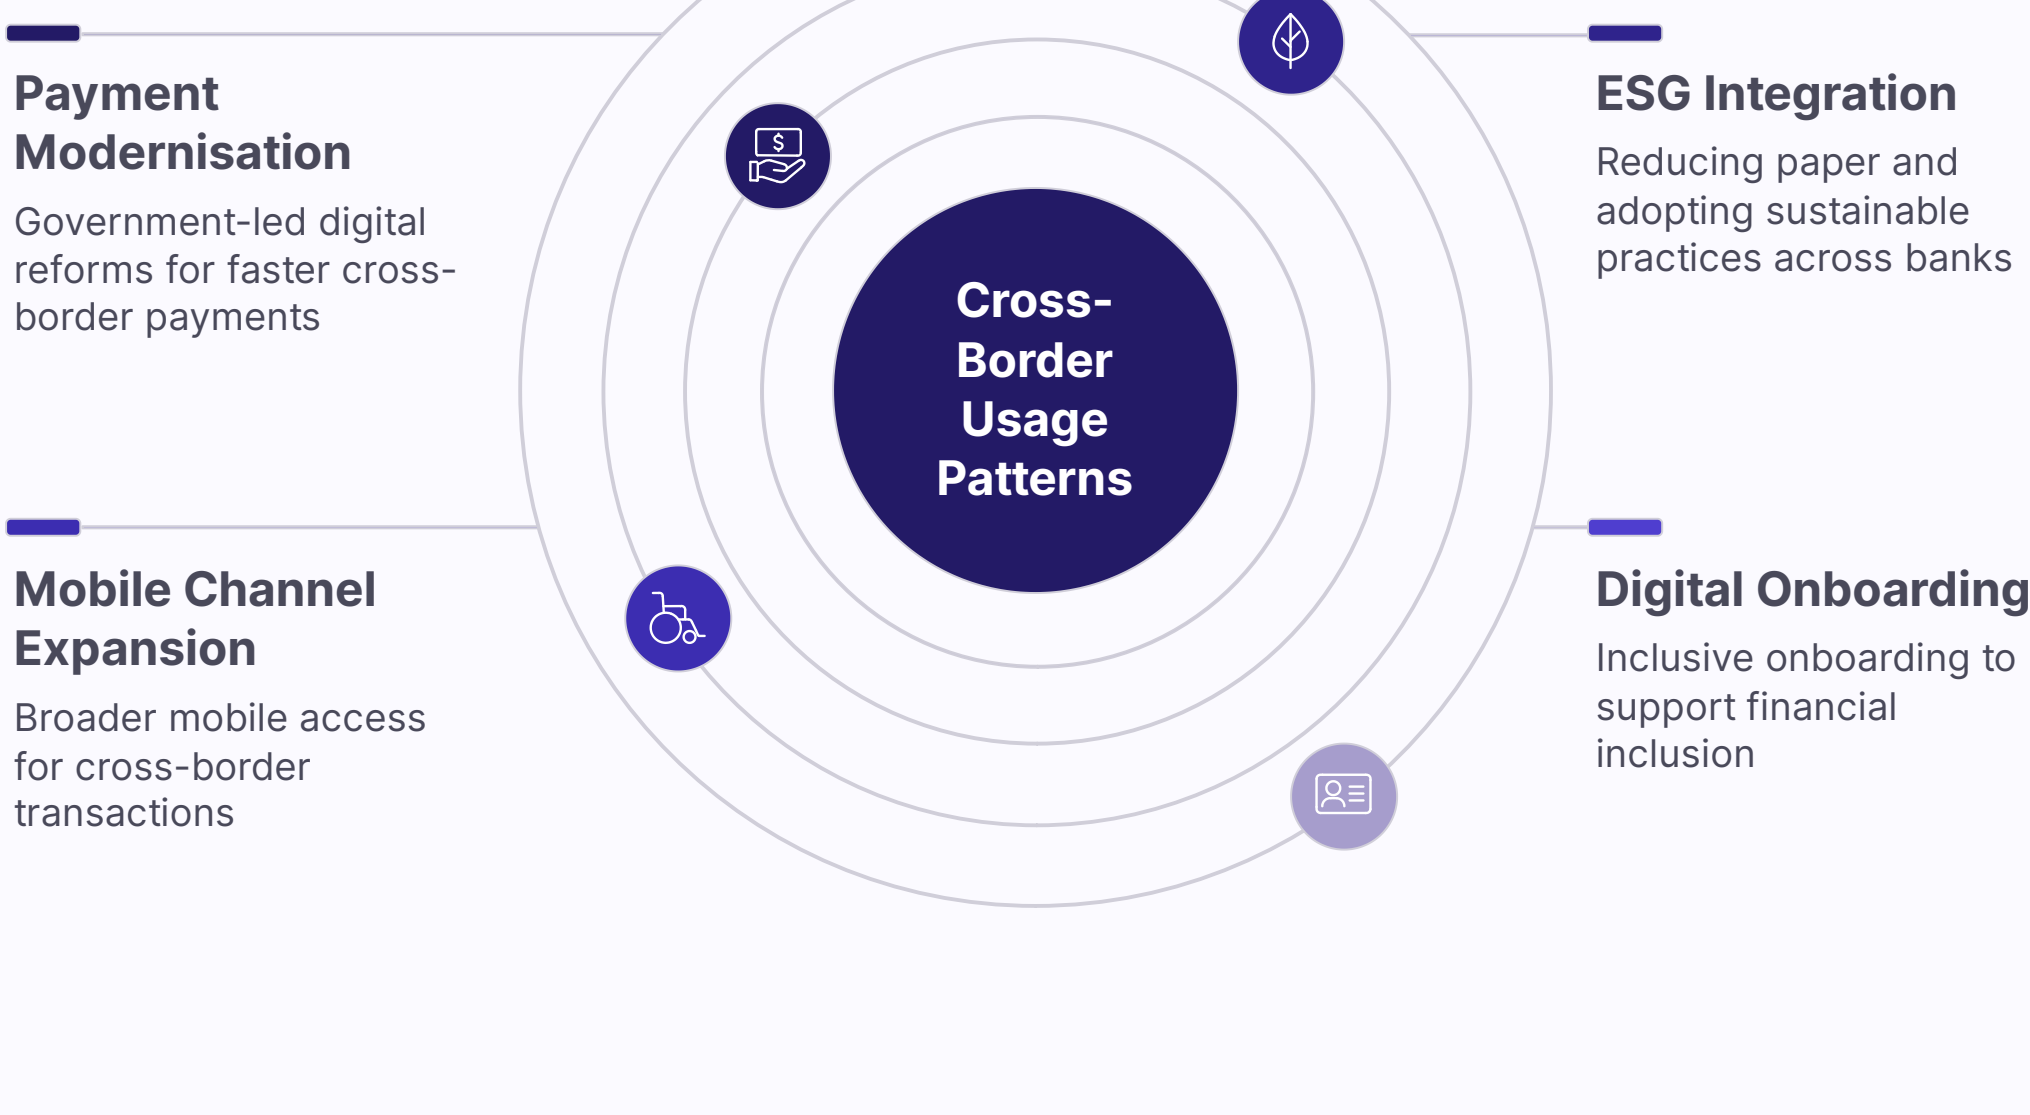 Payment
Modernisation
Government-led digital
reforms for faster cross-
border payments
ESG Integration
Reducing paper and
adopting sustainable
practices across banks
$
Cross-
Border
Usage
Patterns
Mobile Channel
Expansion
Broader mobile access
for cross-border
transactions
Digital Onboarding
Inclusive onboarding to
support financial
inclusion